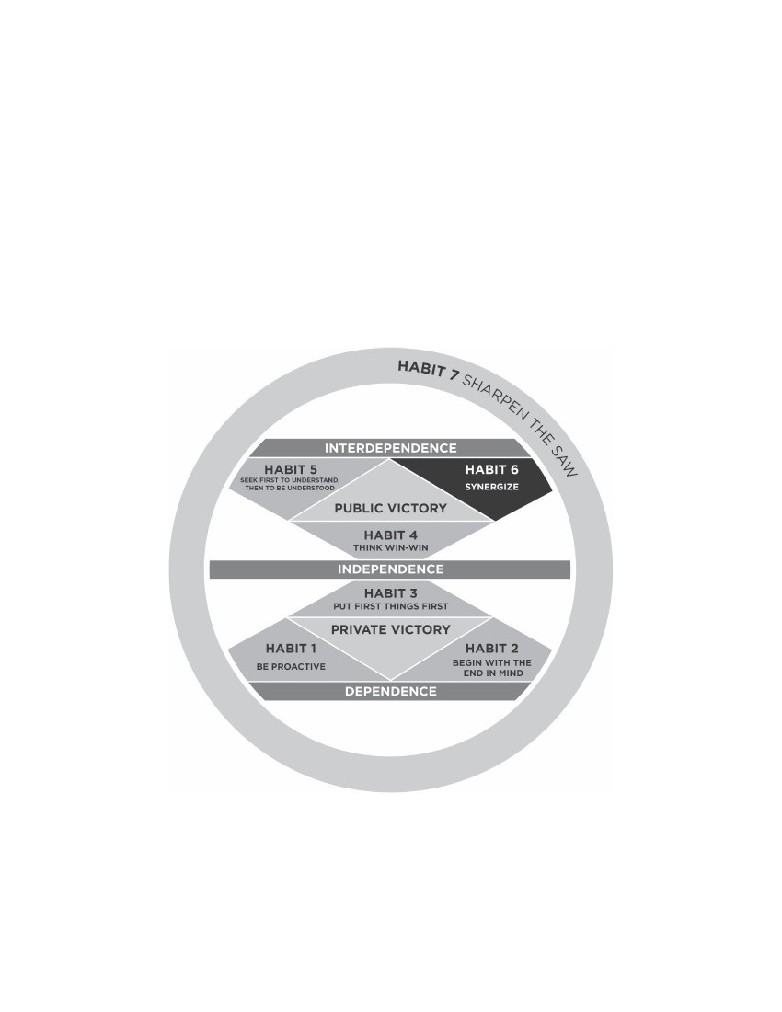 HABIT 7 SHARPEN THE SAW
INTERDEPENDENCE
HABIT 5
SEEK FIRST TO UNDERSTAND,
THEN TO BE UNDERSTOOD
HABIT 6
SYNERGIZE
PUBLIC VICTORY
HABIT 4
THINK WIN-WIN
INDEPENDENCE
HABIT 3
PUT FIRST THINGS FIRST
PRIVATE VICTORY
HABIT 1
BE PROACTIVE
HABIT 2
BEGIN WITH THE
END IN MIND
DEPENDENCE